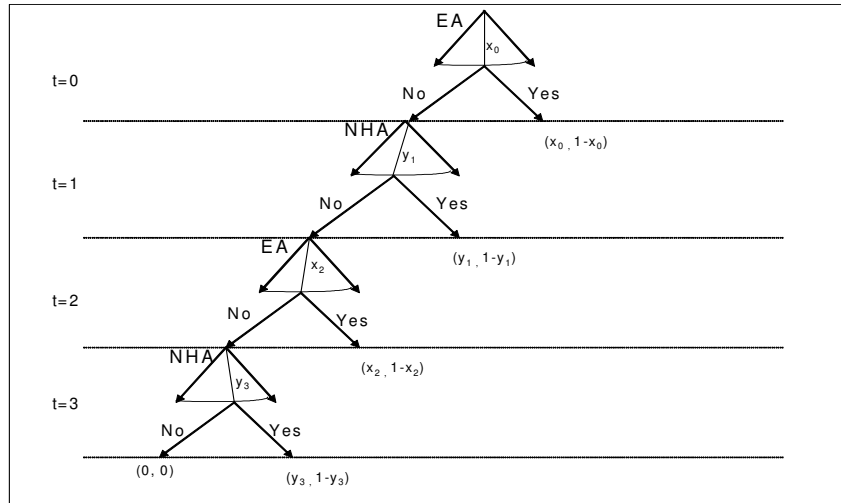 EA
x₀
t=0
No Yes
NHA
(x₀ , 1-x₀)
y₁
t=1
No Yes
EA
(y₁ , 1-y₁)
x₂
t=2
No Yes
NHA
(x₂ , 1-x₂)
y₃
t=3
No Yes
(0, 0)
(y₃ , 1-y₃)